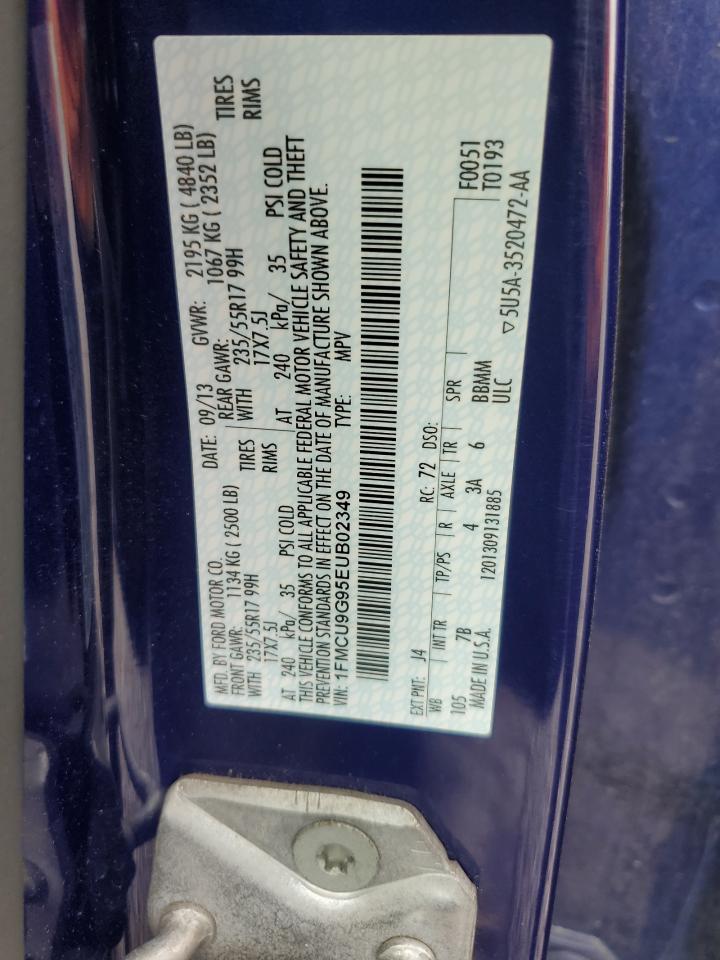 MFD. BY FORD MOTOR CO. DATE: 09/13 GVWR: 2195 KG ( 4840 LB)
FRONT GAWR: 1134 KG ( 2500 LB) REAR GAWR: 1067 KG ( 2352 LB)
WITH 235/55R17 99H TIRES WITH 235/55R17 99H TIRES
17X7.5J RIMS 17X7.5J RIMS
AT 240 kPa/ 35 PSI COLD AT 240 kPa/ 35 PSI COLD
THIS VEHICLE CONFORMS TO ALL APPLICABLE FEDERAL MOTOR VEHICLE SAFETY AND THEFT
PREVENTION STANDARDS IN EFFECT ON THE DATE OF MANUFACTURE SHOWN ABOVE.
VIN: 1FMCU9G95EUB02349 TYPE: MPV
F0051
T0193
EXT PNT: J4 RC: 72 DSO:
WB INT TR TP/PS R AXLE TR SPR
105 7B 4 3A 6 BBMM
ULC
MADE IN U.S.A. 1201309131885 ▽5U5A-3520472-AA